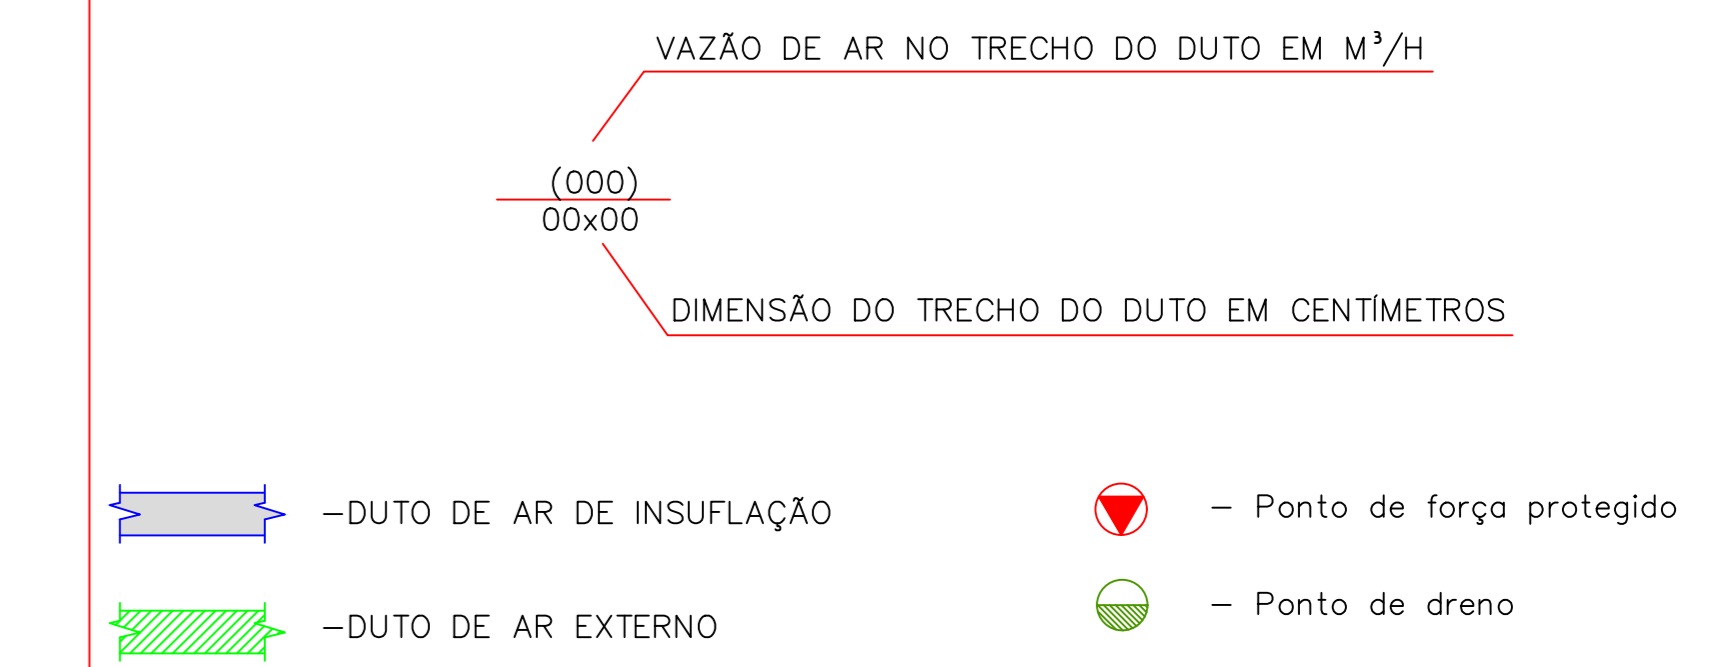 VAZÃO DE AR NO TRECHO DO DUTO EM M³/H
(000)
00x00
DIMENSÃO DO TRECHO DO DUTO EM CENTÍMETROS
–DUTO DE AR DE INSUFLAÇÃO
– Ponto de força protegido
–DUTO DE AR EXTERNO
– Ponto de dreno